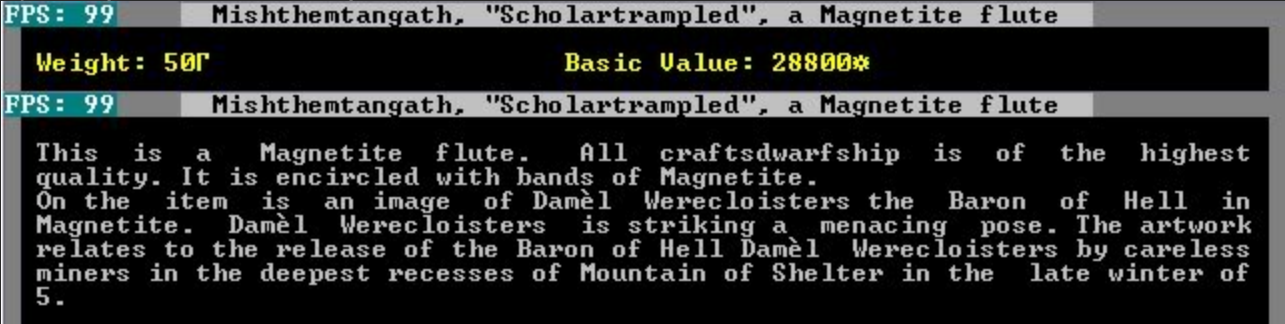 FPS: 99 Mishthemtangath, "Scholartrampled", a Magnetite flute
Weight: 50Γ Basic Value: 28800☼
FPS: 99 Mishthemtangath, "Scholartrampled", a Magnetite flute
This is a Magnetite flute. All craftsdwarfship is of the highest
quality. It is encircled with bands of Magnetite.
On the item is an image of Damèl Werecloisters the Baron of Hell in
Magnetite. Damèl Werecloisters is striking a menacing pose. The artwork
relates to the release of the Baron of Hell Damèl Werecloisters by careless
miners in the deepest recesses of Mountain of Shelter in the late winter of
5.